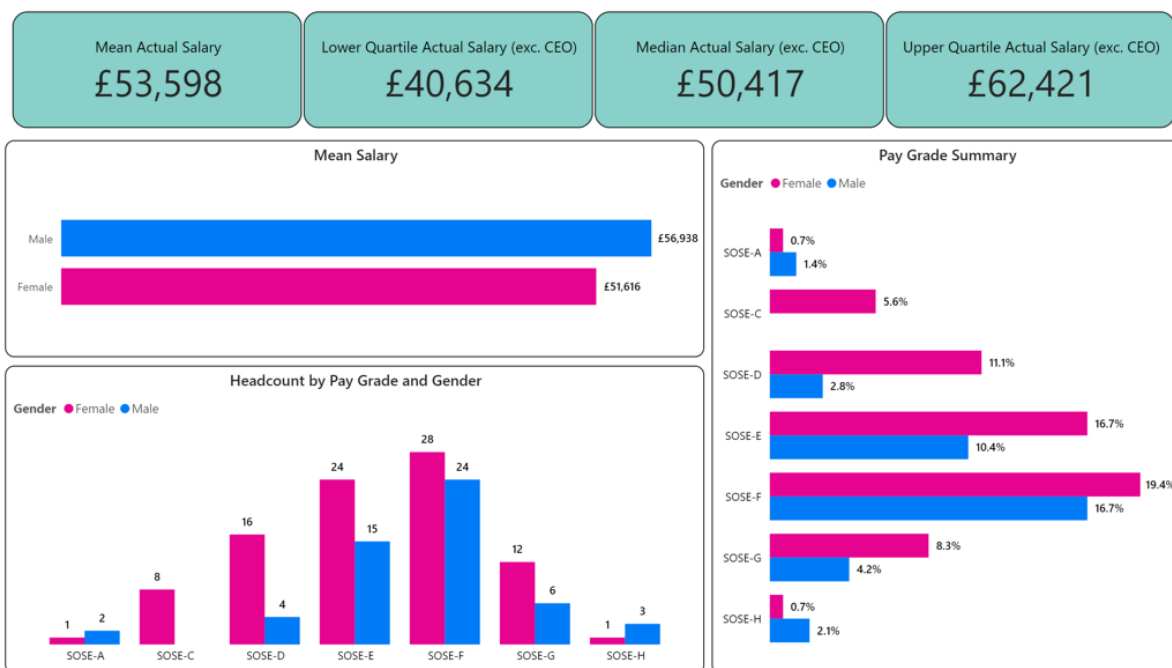 Mean Actual Salary
£53,598
Lower Quartile Actual Salary (exc. CEO)
£40,634
Median Actual Salary (exc. CEO)
£50,417
Upper Quartile Actual Salary (exc. CEO)
£62,421
Mean Salary
Male
£56,938
Female
£51,616
Headcount by Pay Grade and Gender
Gender Female Male
1 2
8
16 4
24 15
28 24
12 6
1 3
SOSE-A SOSE-C SOSE-D SOSE-E SOSE-F SOSE-G SOSE-H
Pay Grade Summary
Gender Female Male
SOSE-A
0.7%
1.4%
SOSE-C
5.6%
SOSE-D
11.1%
2.8%
SOSE-E
16.7%
10.4%
SOSE-F
19.4%
16.7%
SOSE-G
8.3%
4.2%
SOSE-H
0.7%
2.1%